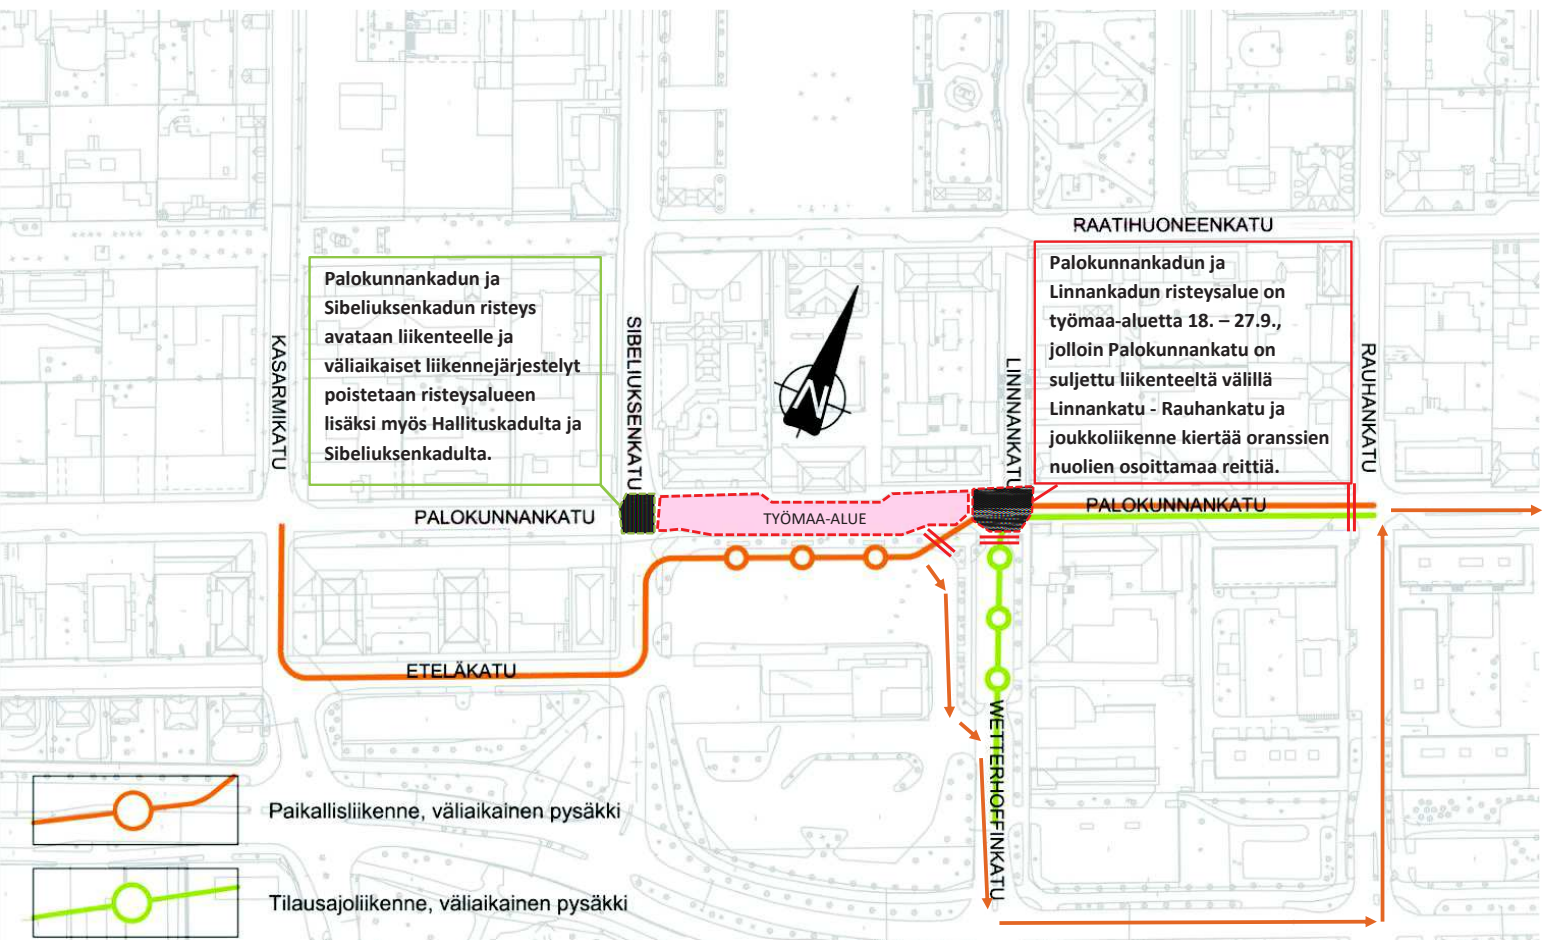 RAATIHUONEENKATU
Palokunnankadun ja
Sibeliuksenkadun risteys
avataan liikenteelle ja
väliaikaiset liikennejärjestelyt
poistetaan risteysalueen
lisäksi myös Hallituskadulta ja
Sibeliuksenkadulta.
Palokunnankadun ja
Linnankadun risteysalue on
työmaa-aluetta 18. – 27.9.,
jolloin Palokunnankatu on
suljettu liikenteeltä välillä
Linnankatu - Rauhankatu ja
joukkoliikenne kiertää oranssien
nuolien osoittamaa reittiä.
KASARMIKATU
SIBELIUKSENKATU
N
LINNNANKATU
RAUHANKATU
PALOKUNNANKATU
TYÖMAA-ALUE
PALOKUNNANKATU
ETELÄKATU
WETTERHOFFINKATU
Paikallisliikenne, väliaikainen pysäkki
Tilausajoliikenne, väliaikainen pysäkki